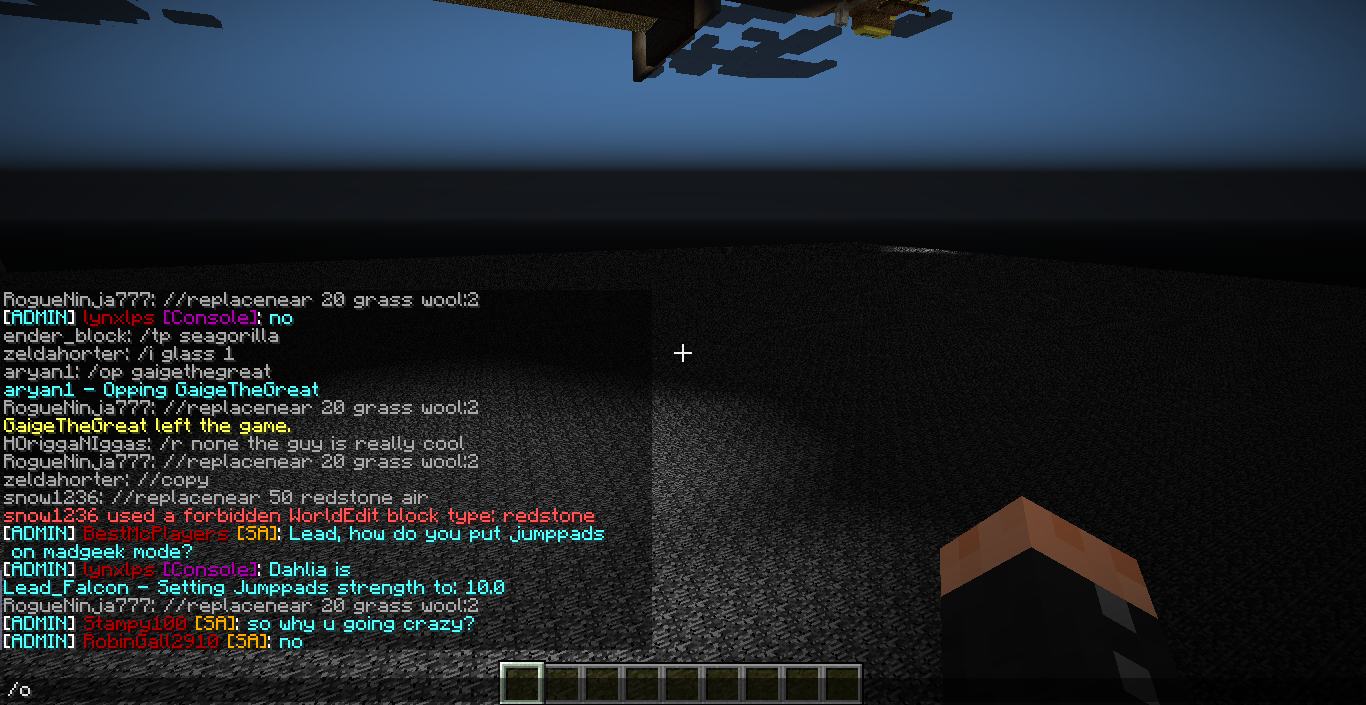 RogueNinja777: //replacenear 20 grass wool:2
[ADMIN] lynxlps [Console]: no
ender_block: /tp seagorilla
zeldahorter: /i glass 1
aryan1: /op gaigethegreat
aryan1 - Opping GaigeTheGreat
RogueNinja777: //replacenear 20 grass wool:2
GaigeTheGreat left the game.
HOriggaNIggas: /r none the guy is really cool
RogueNinja777: //replacenear 20 grass wool:2
zeldahorter: //copy
snow1236: //replacenear 50 redstone air
snow1236 used a forbidden WorldEdit block type: redstone
[ADMIN] BestMcPlayers [SA]: Lead, how do you put jumppads
on madgeek mode?
[ADMIN] lynxlps [Console]: Dahlia is
Lead_Falcon - Setting Jumppads strength to: 10.0
RogueNinja777: //replacenear 20 grass wool:2
[ADMIN] Stampy100 [SA]: so why u going crazy?
[ADMIN] RobinGall2910 [SA]: no
/o